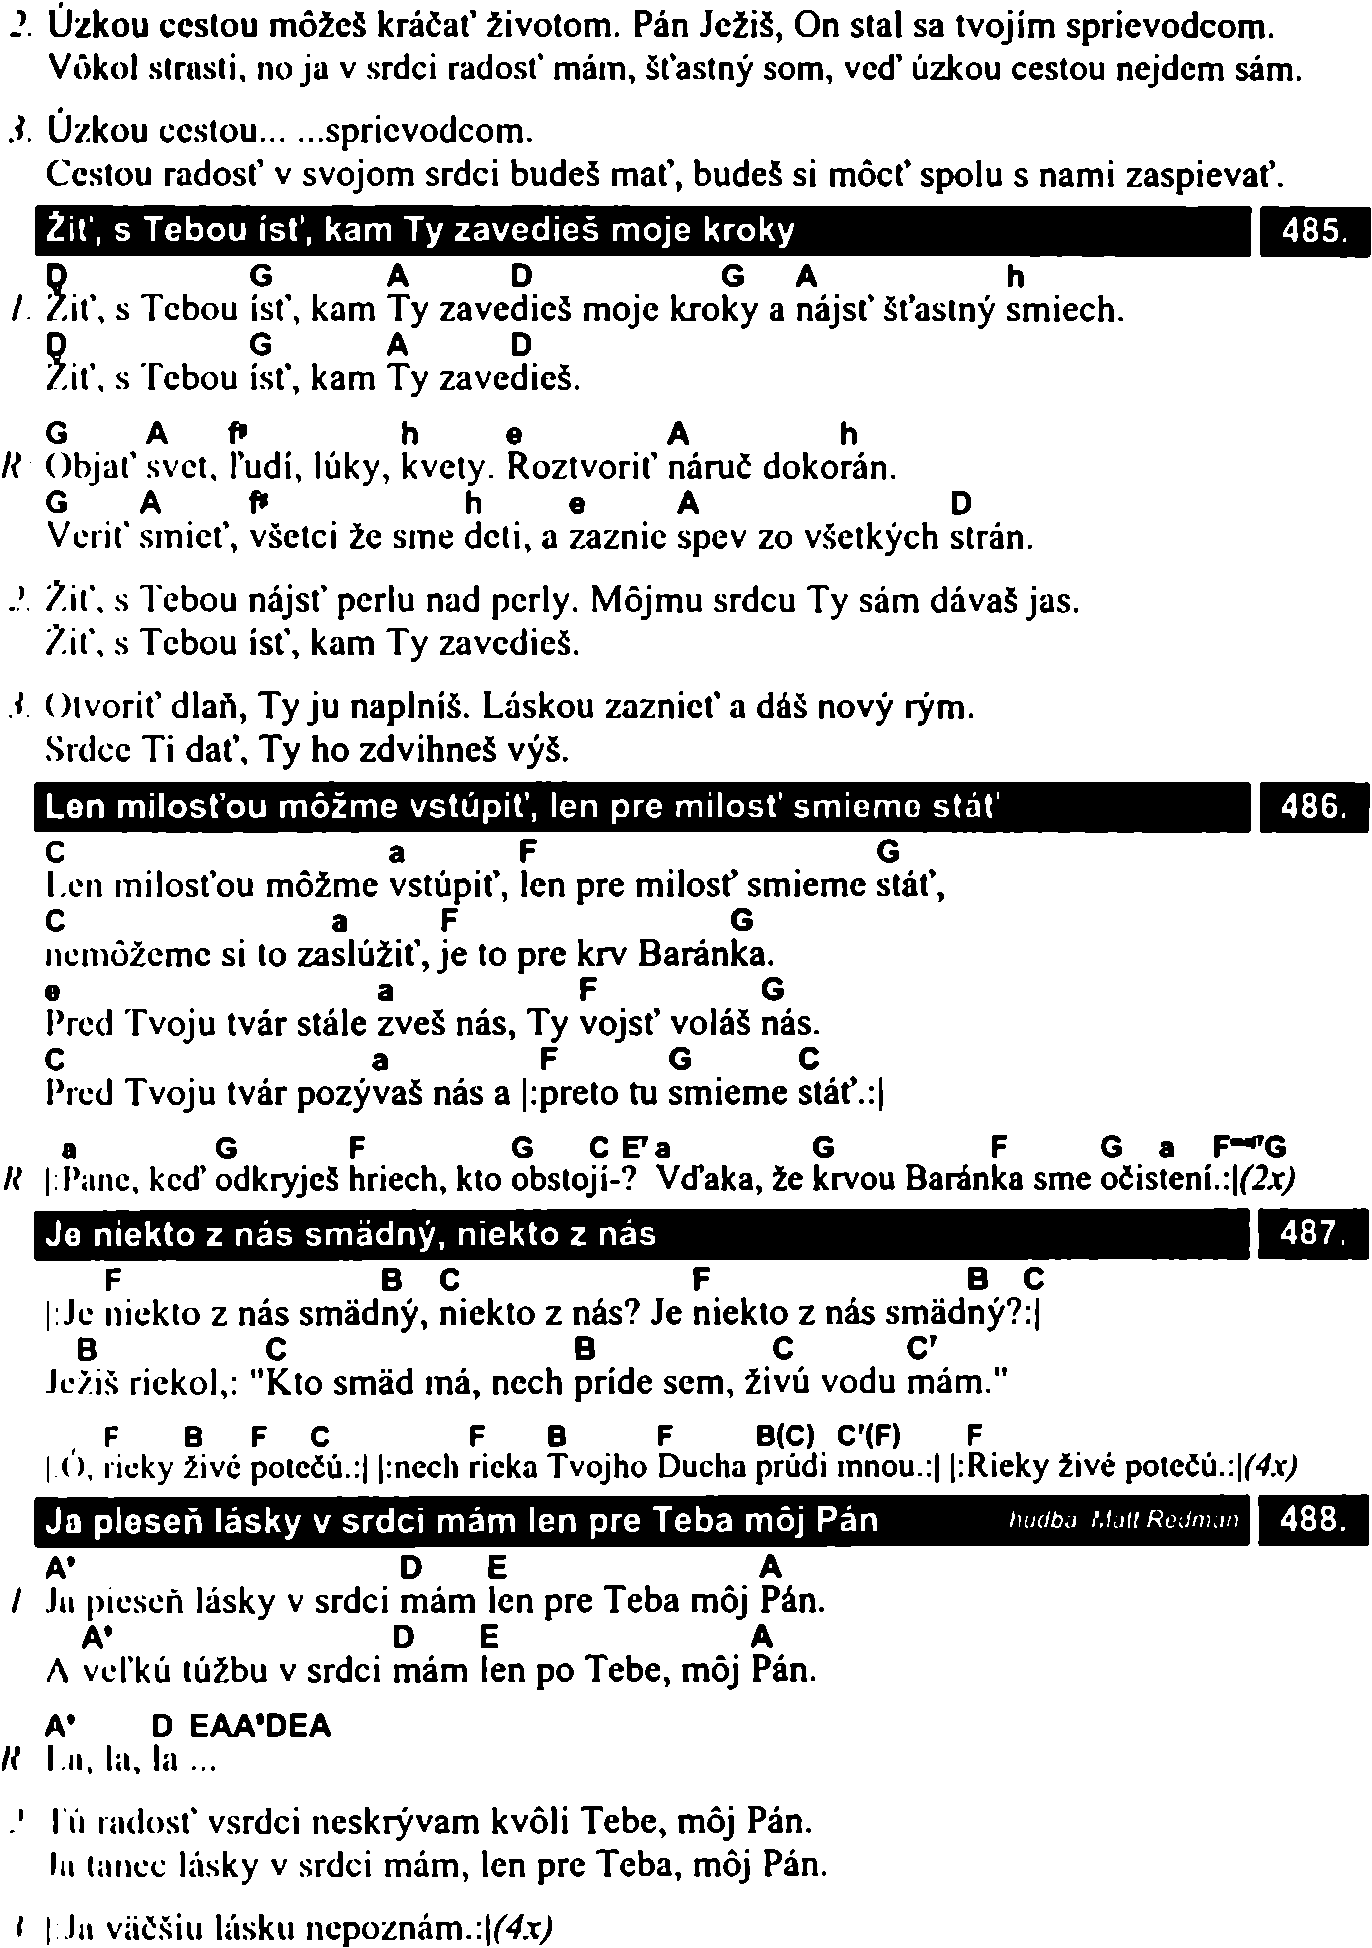 2. Úzkou cestou môžeš kráčať životom. Pán Ježiš, On stal sa tvojím sprievodcom.
Vôkol strasti, no ja v srdci radosť mám, šťastný som, veď úzkou cestou nejdem sám.
3. Úzkou cestou... ...sprievodcom.
Cestou radosť v svojom srdci budeš mať, budeš si môcť spolu s nami zaspievať.
Žiť, s Tebou ísť, kam Ty zavedieš moje kroky 485.
D G A D G A h
1. Žiť, s Tebou ísť, kam Ty zavedieš moje kroky a nájsť šťastný smiech.
D G A D
Žiť, s Tebou ísť, kam Ty zavedieš.
G A h e A h
R Objať svet, ľudí, lúky, kvety. Roztvoriť náruč dokorán.
G A h e A D
Veriť smieť, všetci že sme deti, a zaznie spev zo všetkých strán.
2. Žiť, s Tebou nájsť perlu nad perly. Môjmu srdcu Ty sám dávaš jas.
Žiť, s Tebou ísť, kam Ty zavedieš.
3. Otvoriť dlaň, Ty ju naplníš. Láskou zaznieť a dáš nový rým.
Srdce Ti dať, Ty ho zdvihneš výš.
Len milosťou môžme vstúpiť, len pre milosť smieme stáť 486.
C a F G
Len milosťou môžme vstúpiť, len pre milosť smieme stáť,
C a F G
nemôžeme si to zaslúžiť, je to pre krv Baránka.
e a F G
Pred Tvoju tvár stále zveš nás, Ty vojsť voláš nás.
C a F G C
Pred Tvoju tvár pozývaš nás a |:preto tu smieme stáť.:|
a G F G C E7 a G F G a F G
R |:Pane, keď odkryješ hriech, kto obstojí-? Vďaka, že krvou Baránka sme očistení.:|(2x)
Je niekto z nás smädný, niekto z nás 487.
F B C F B C
|:Je niekto z nás smädný, niekto z nás? Je niekto z nás smädný?:|
B C B C C7
Ježiš riekol,: "Kto smäd má, nech príde sem, živú vodu mám."
F B F C F B F B(C) C7(F) F
|:Ó, rieky živé potečú.:| |:nech rieka Tvojho Ducha prúdi mnou.:| |:Rieky živé potečú.:|(4x)
Ja pieseň lásky v srdci mám len pre Teba môj Pán hudba Matt Redman 488.
A* D E A
1 Ja pieseň lásky v srdci mám len pre Teba môj Pán.
A* D E A
A veľkú túžbu v srdci mám len po Tebe, môj Pán.
A* D EAA*DEA
R La, la, la ...
2 Tú radosť vsrdci neskrývam kvôli Tebe, môj Pán.
Ja tanec lásky v srdci mám, len pre Teba, môj Pán.
|:Ja väčšiu lásku nepoznám.:|(4x)